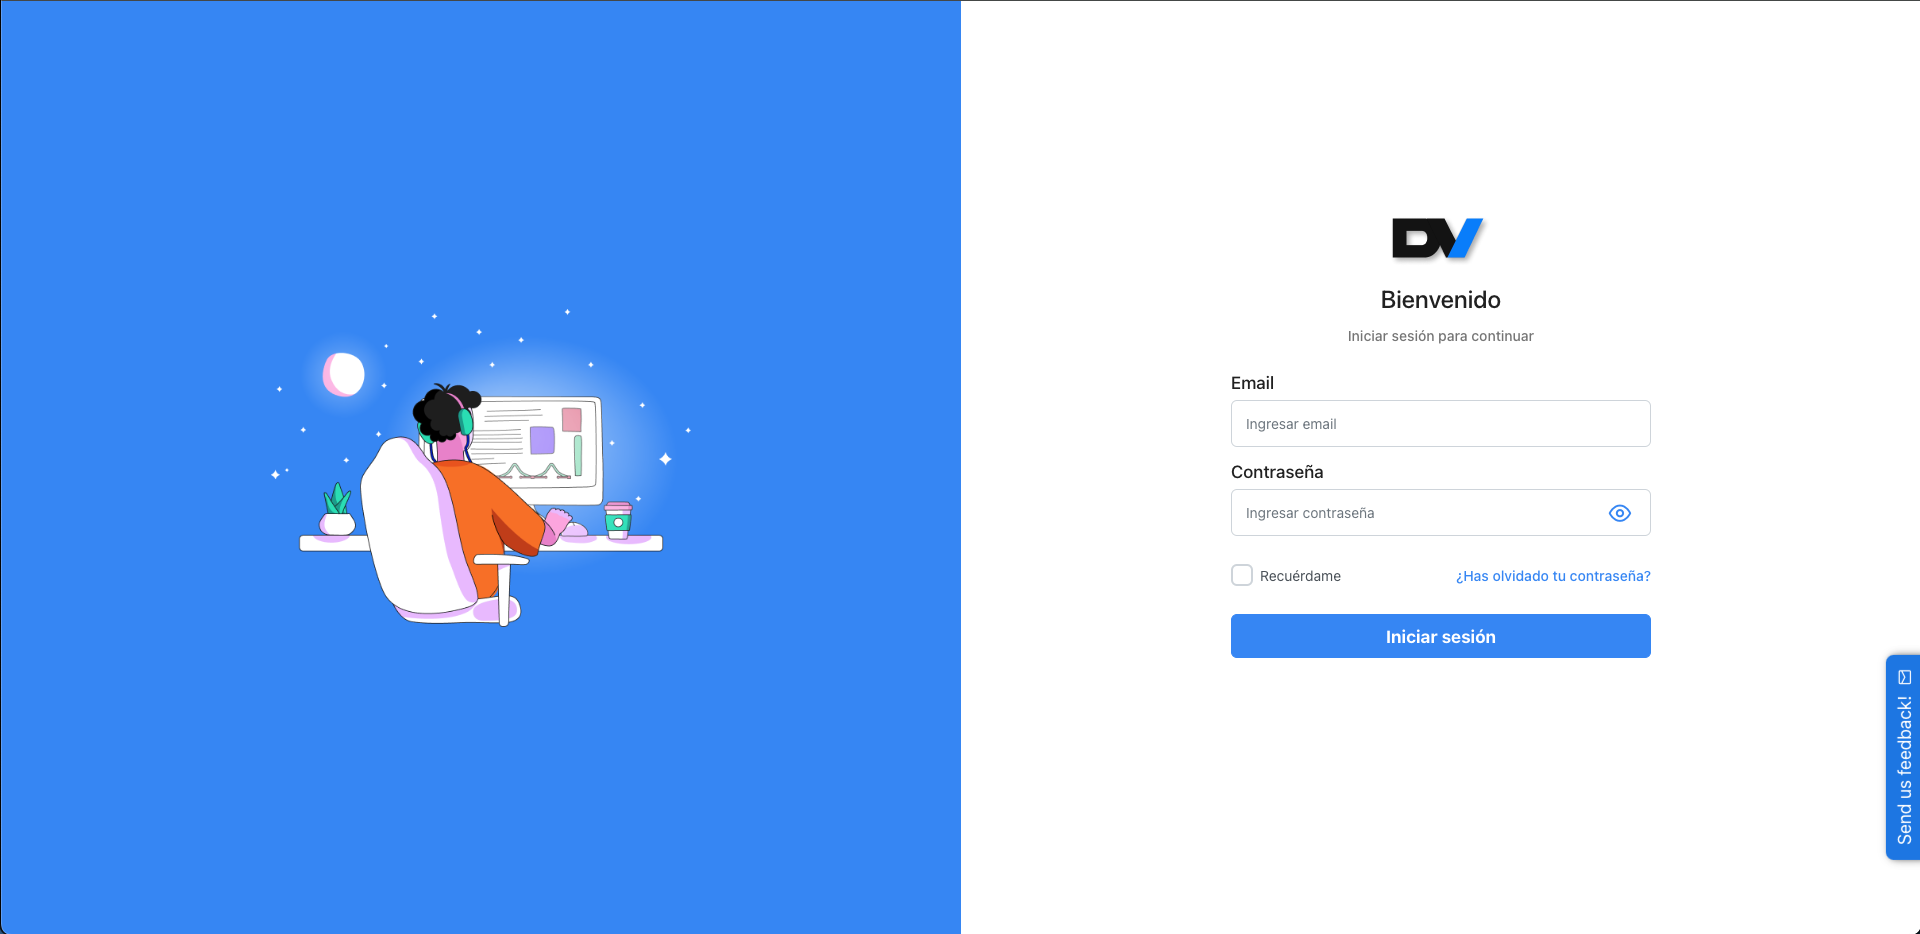 DV
Bienvenido
Iniciar sesión para continuar
Email
Ingresar email
Contraseña
Ingresar contraseña
Recuérdame
¿Has olvidado tu contraseña?
Iniciar sesión
Send us feedback!